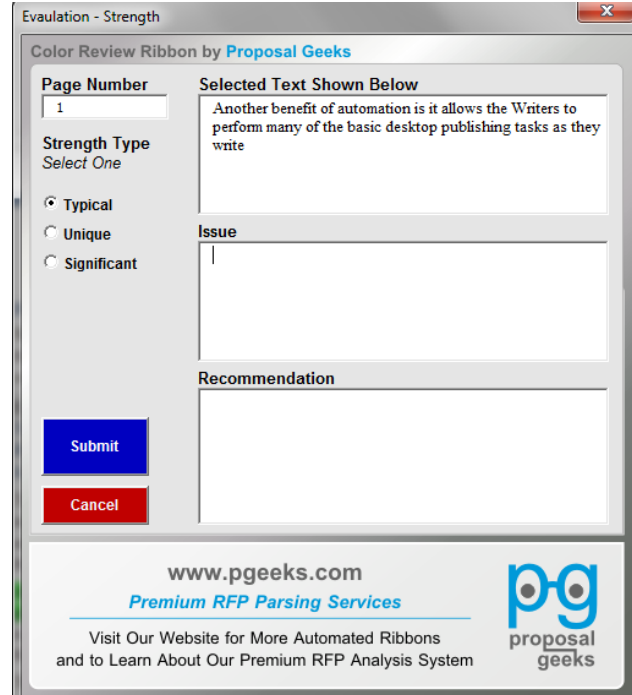 Evaulation - Strength
Color Review Ribbon by Proposal Geeks
Page Number
1
Strength Type
Select One
Typical
Unique
Significant
Submit
Cancel
Selected Text Shown Below
Another benefit of automation is it allows the Writers to
perform many of the basic desktop publishing tasks as they
write
Issue
Recommendation
www.pgeeks.com
Premium RFP Parsing Services
Visit Our Website for More Automated Ribbons
and to Learn About Our Premium RFP Analysis System
pg
proposal
geeks